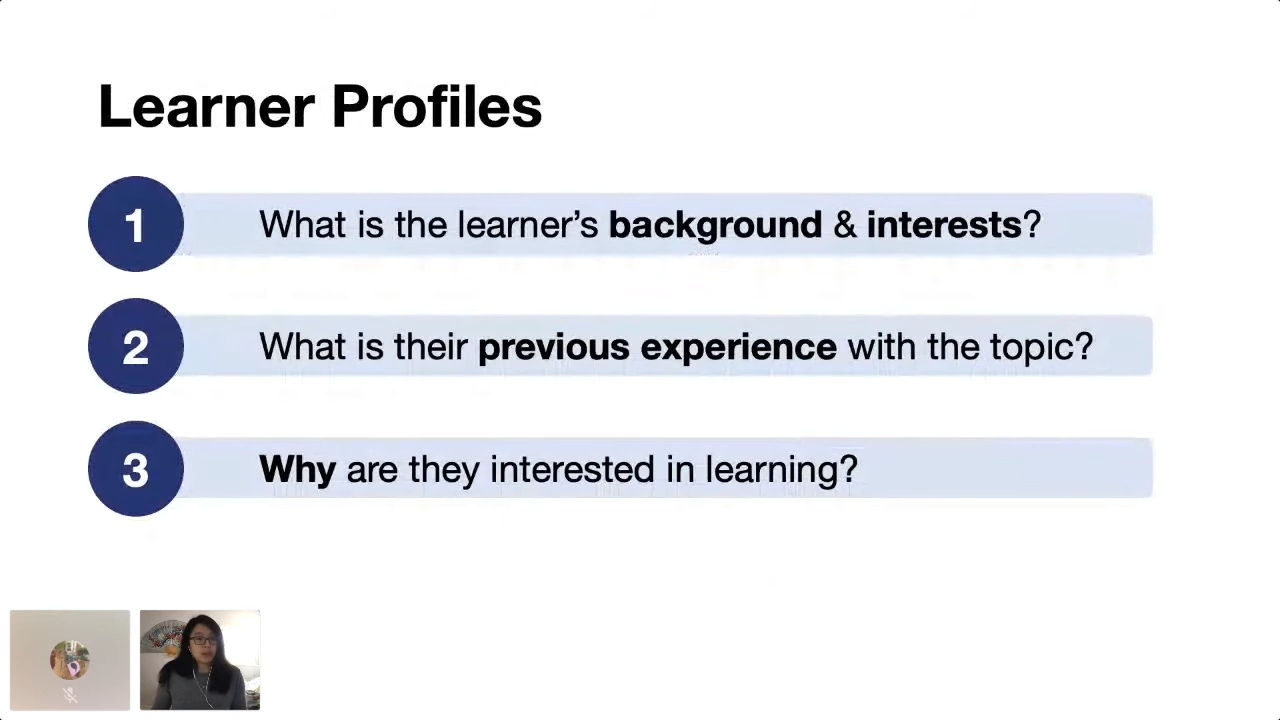 Learner Profiles
1 What is the learner’s background & interests?
2 What is their previous experience with the topic?
3 Why are they interested in learning?